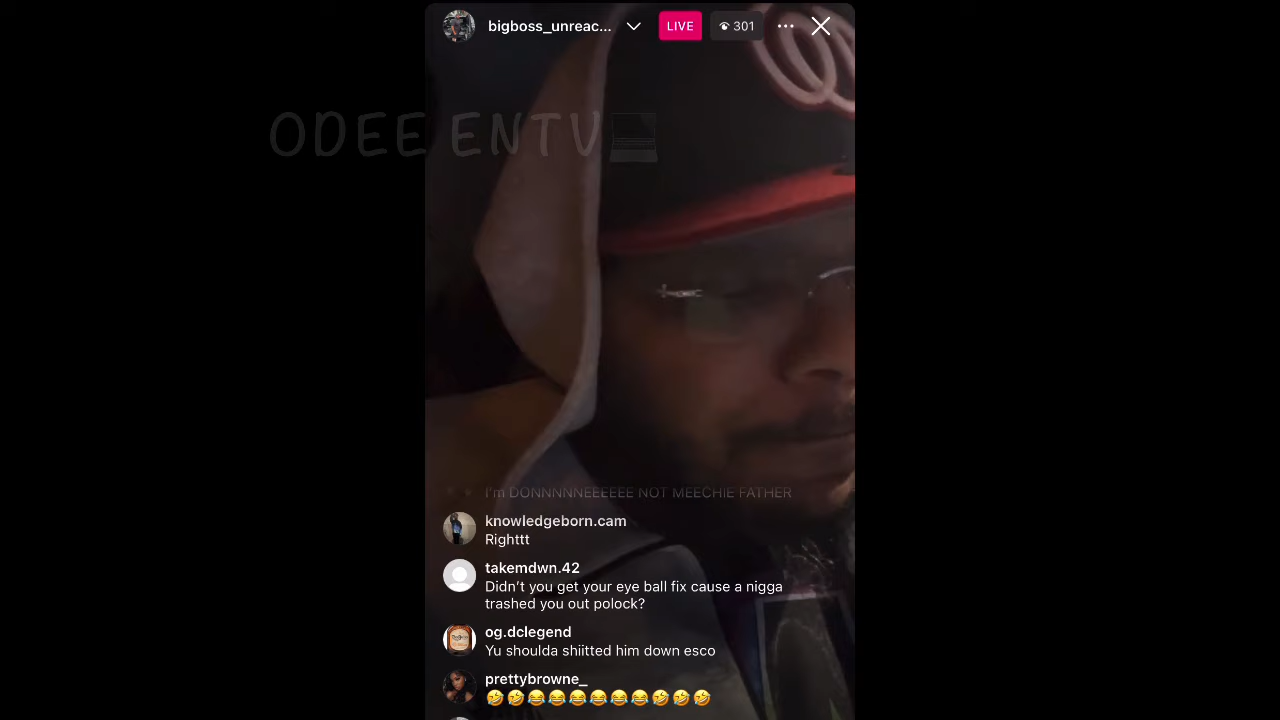 bigboss_unreac...
LIVE
301
ODEE ENTV
I'm DONNNNNEEEEEE NOT MEECHIE FATHER
knowledgeborn.cam
Righttt
takemdwn.42
Didn't you get your eye ball fix cause a nigga
trashed you out polock?
og.dclegend
Yu shoulda shiitted him down esco
prettybrowne_
🤣🤣😂😂😂😂😂😂🤣🤣🤣